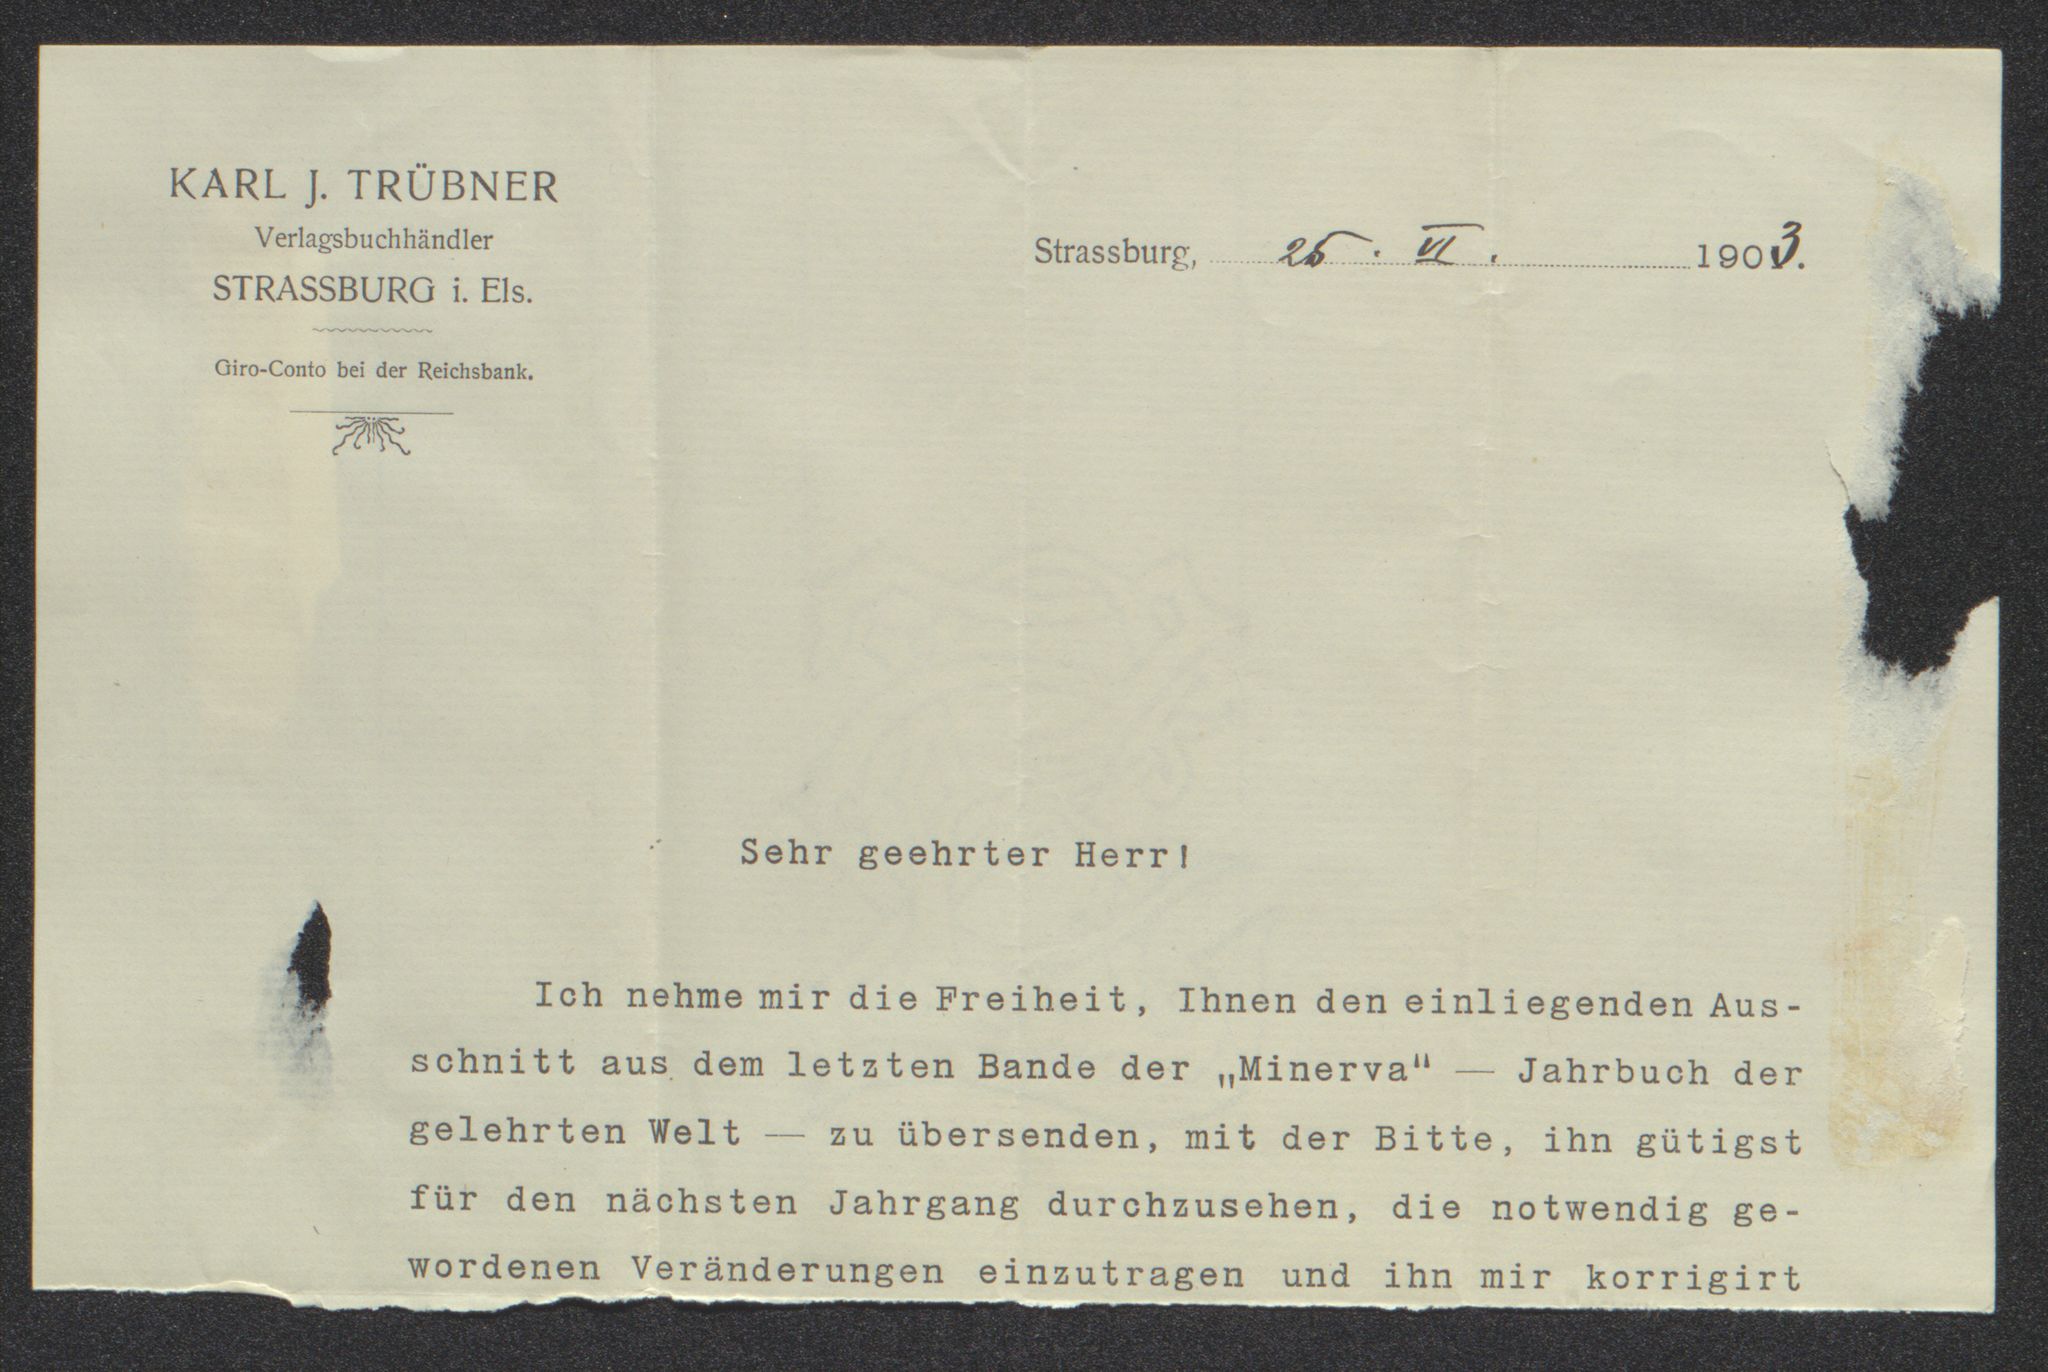 KARL J. TRÜBNER
Verlagsbuchhändler
STRASSBURG i. Els.
Giro-Conto bei der Reichsbank.
Strassburg, 25. VI. 1903.
Sehr geehrter Herr!
Ich nehme mir die Freiheit, Ihnen den einliegenden Aus-
schnitt aus dem letzten Bande der „Minerva“ — Jahrbuch der
gelehrten Welt — zu übersenden, mit der Bitte, ihn gütigst
für den nächsten Jahrgang durchzusehen, die notwendig ge-
wordenen Veränderungen einzutragen und ihn mir korrigirt